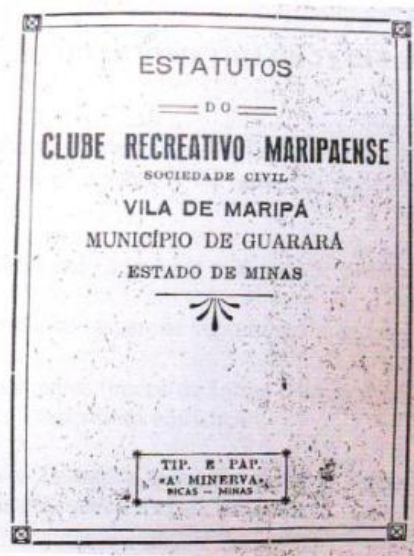 ESTATUTOS
DO
CLUBE RECREATIVO MARIPAENSE
SOCIEDADE CIVIL
VILA DE MARIPÁ
MUNICÍPIO DE GUARARÁ
ESTADO DE MINAS
TIP. E PAP.
«A MINERVA»
BICAS — MINAS